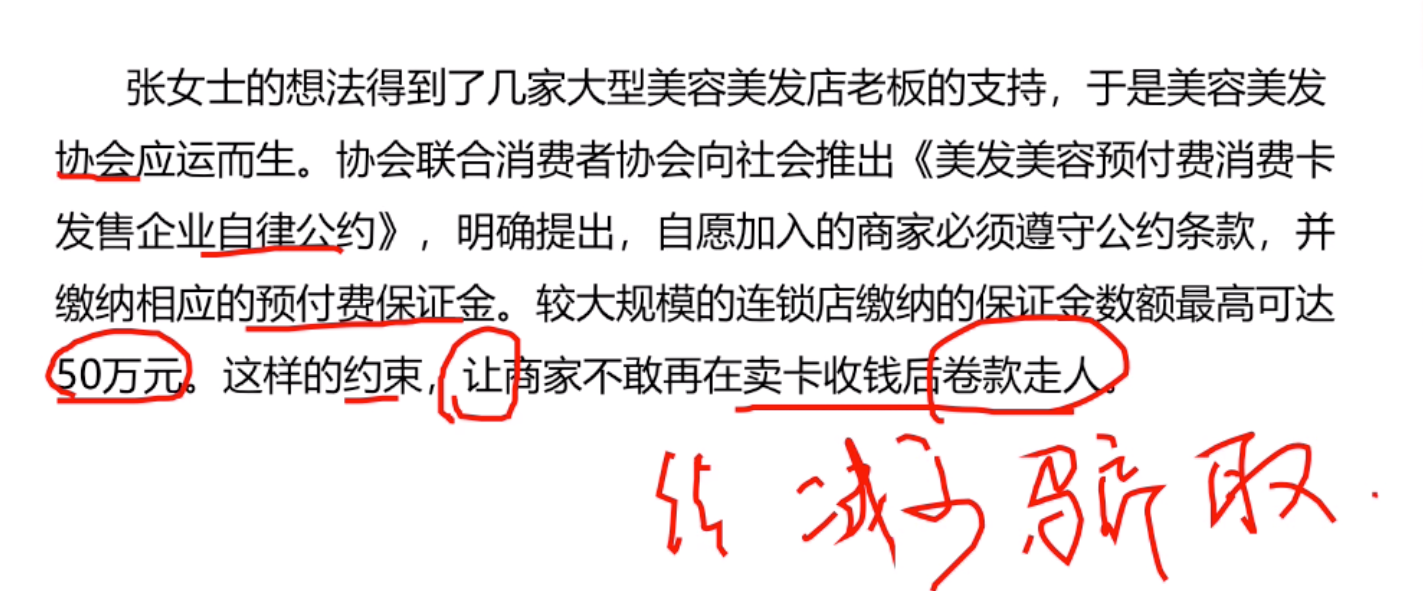 张女士的想法得到了几家大型美容美发店老板的支持，于是美容美发
协会应运而生。协会联合消费者协会向社会推出《美发美容预付费消费卡
发售企业自律公约》，明确提出，自愿加入的商家必须遵守公约条款，并
缴纳相应的预付费保证金。较大规模的连锁店缴纳的保证金数额最高可达
50万元。这样的约束，让商家不敢再在卖卡收钱后卷款走人。
减少骗取